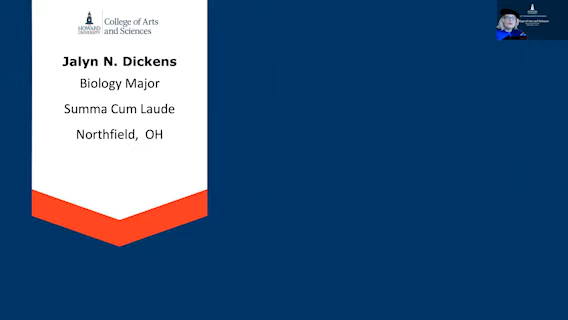 HOWARD
UNIVERSITY
College of Arts
and Sciences
Jalyn N. Dickens
Biology Major
Summa Cum Laude
Northfield, OH